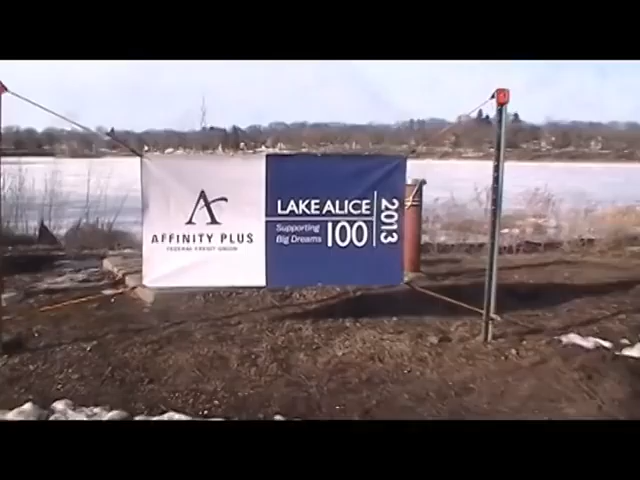 AFFINITY PLUS
FEDERAL CREDIT UNION
LAKE ALICE
Supporting
Big Dreams
100
2013